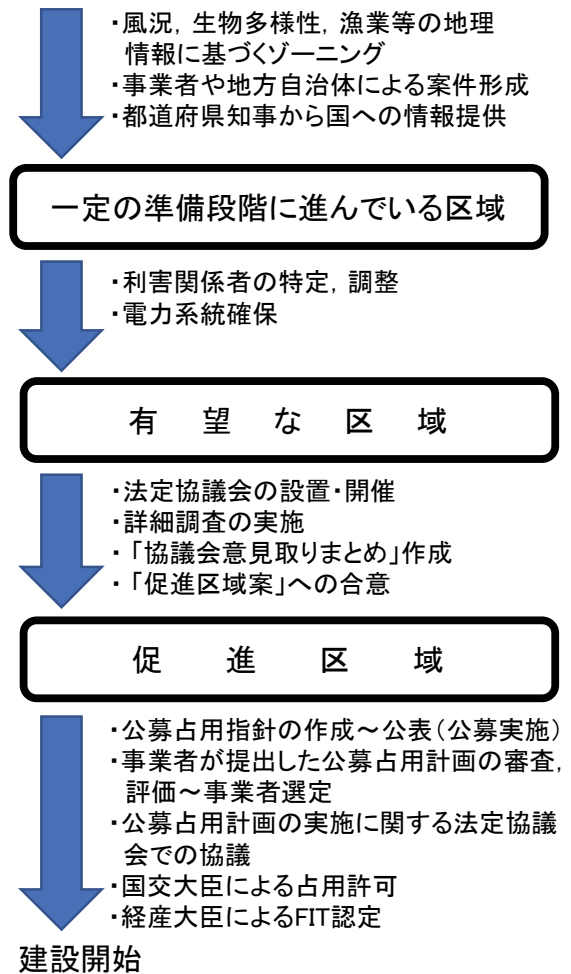 ・風況，生物多様性，漁業等の地理
情報に基づくゾーニング
・事業者や地方自治体による案件形成
・都道府県知事から国への情報提供
一定の準備段階に進んでいる区域
・利害関係者の特定，調整
・電力系統確保
有望な区域
・法定協議会の設置・開催
・詳細調査の実施
・「協議会意見取りまとめ」作成
・「促進区域案」への合意
促進区域
・公募占用指針の作成～公表（公募実施）
・事業者が提出した公募占用計画の審査，
評価～事業者選定
・公募占用計画の実施に関する法定協議
会での協議
・国交大臣による占用許可
・経産大臣によるFIT認定
建設開始